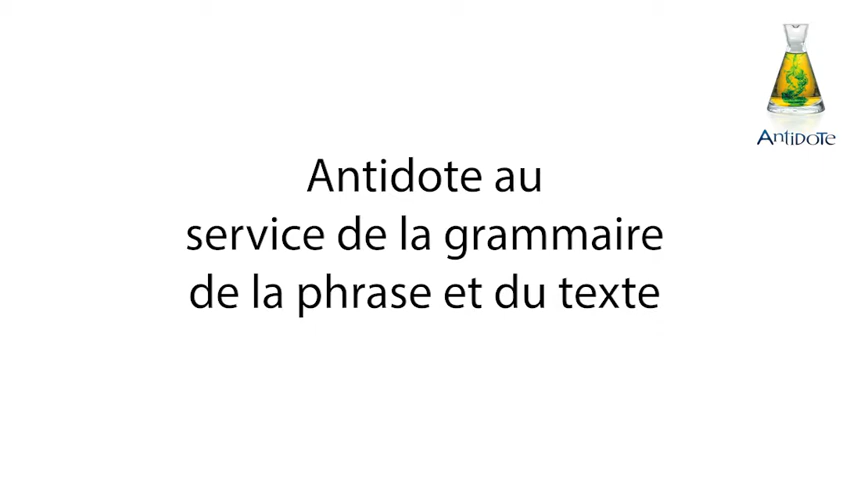 ANTIDOTE
Antidote au
service de la grammaire
de la phrase et du texte